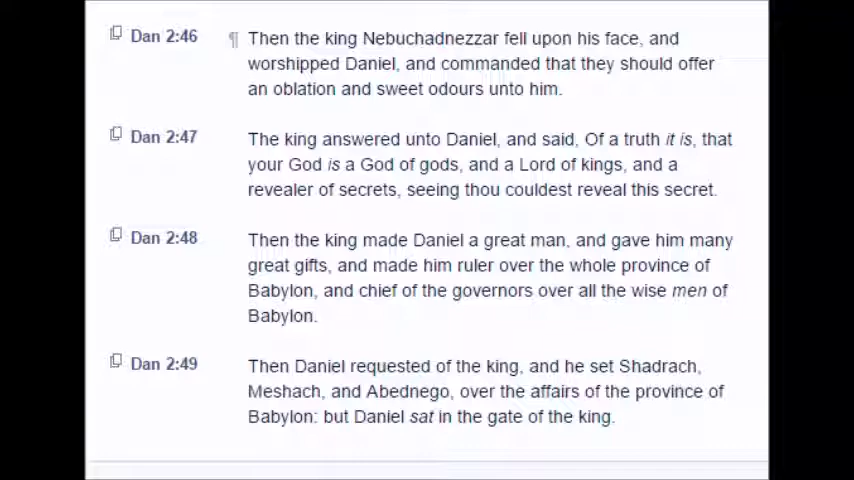 Dan 2:46 ¶ Then the king Nebuchadnezzar fell upon his face, and
worshipped Daniel, and commanded that they should offer
an oblation and sweet odours unto him.
Dan 2:47 The king answered unto Daniel, and said, Of a truth it is, that
your God is a God of gods, and a Lord of kings, and a
revealer of secrets, seeing thou couldest reveal this secret.
Dan 2:48 Then the king made Daniel a great man, and gave him many
great gifts, and made him ruler over the whole province of
Babylon, and chief of the governors over all the wise men of
Babylon.
Dan 2:49 Then Daniel requested of the king, and he set Shadrach,
Meshach, and Abednego, over the affairs of the province of
Babylon: but Daniel sat in the gate of the king.